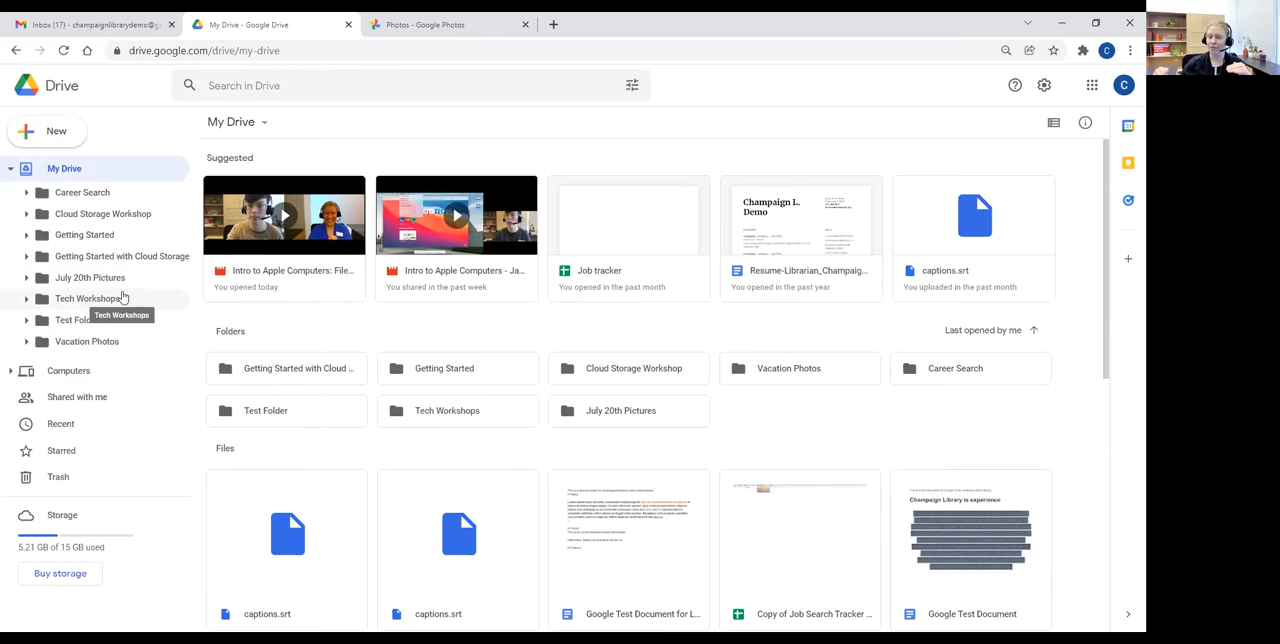 Inbox (17) - champaignlibrarydemo@g
My Drive - Google Drive
Photos - Google Photos
drive.google.com/drive/my-drive
C
Drive
Search in Drive
C
New
My Drive
Suggested
My Drive
Career Search
Cloud Storage Workshop
Getting Started
Getting Started with Cloud Storage
July 20th Pictures
Tech Workshops
Tech Workshops
Test Fol
Vacation Photos
Computers
Shared with me
Recent
Starred
Trash
Storage
5.21 GB of 15 GB used
Buy storage
Intro to Apple Computers: File...
You opened today
Intro to Apple Computers - Ja...
You shared in the past week
Job tracker
You opened in the past month
Champaign L.
Demo
Resume-Librarian_Champaig...
You opened in the past year
captions.srt
You uploaded in the past month
Folders
Last opened by me
Getting Started with Cloud ...
Getting Started
Cloud Storage Workshop
Vacation Photos
Career Search
Test Folder
Tech Workshops
July 20th Pictures
Files
Champaign Library is experience
captions.srt
captions.srt
Google Test Document for L...
Copy of Job Search Tracker ...
Google Test Document